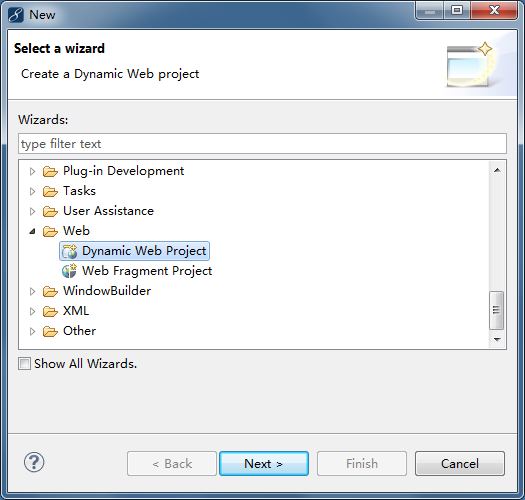 New
Select a wizard
Create a Dynamic Web project
Wizards:
type filter text
Plug-in Development
Tasks
User Assistance
Web
Dynamic Web Project
Web Fragment Project
WindowBuilder
XML
Other
Show All Wizards.
?
< Back
Next >
Finish
Cancel